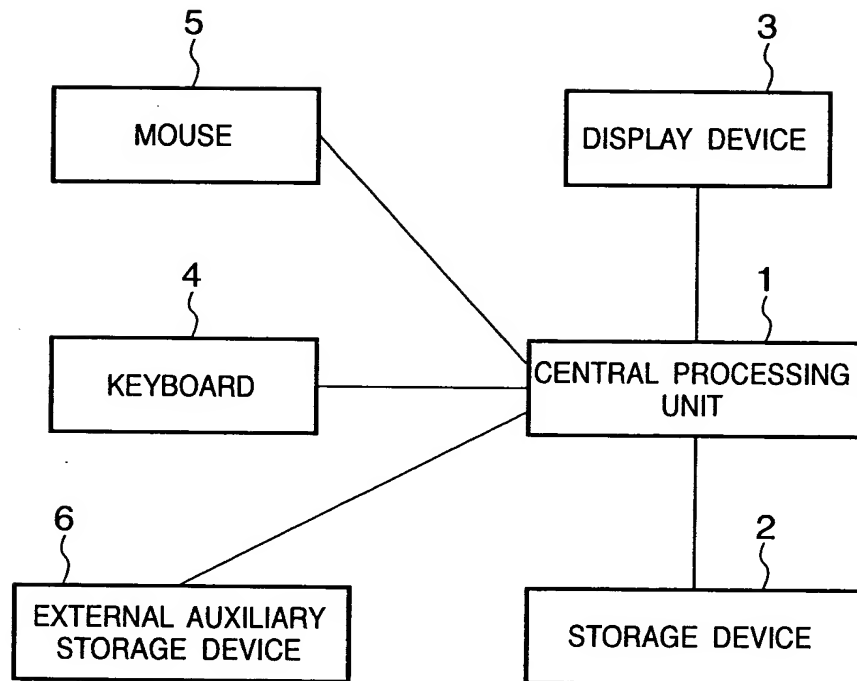 5
MOUSE
3
DISPLAY DEVICE
4
KEYBOARD
1
CENTRAL PROCESSING
UNIT
6
EXTERNAL AUXILIARY
STORAGE DEVICE
2
STORAGE DEVICE